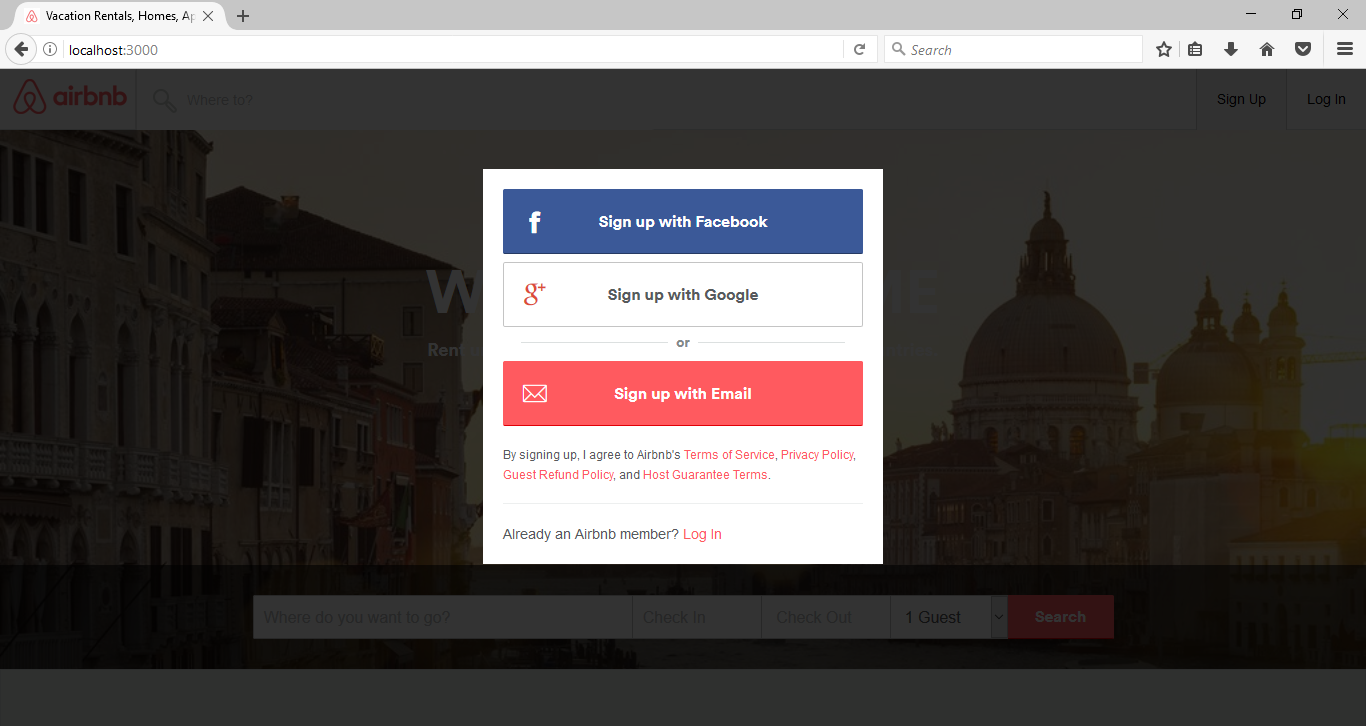 Vacation Rentals, Homes, Ap
localhost:3000
Search
airbnb
Where to?
Sign Up
Log In
Sign up with Facebook
g+
Sign up with Google
or
Sign up with Email
By signing up, I agree to Airbnb's Terms of Service, Privacy Policy,
Guest Refund Policy, and Host Guarantee Terms.
Already an Airbnb member? Log In
Where do you want to go?
Check In
Check Out
1 Guest
Search